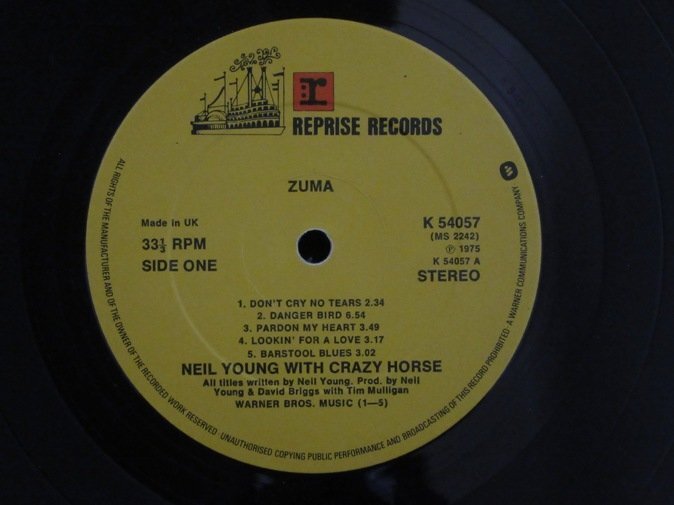 r
REPRISE RECORDS
ZUMA
Made in UK
33⅓ RPM
SIDE ONE
K 54057
(MS 2242)
℗ 1975
K 54057 A
STEREO
1. DON'T CRY NO TEARS 2.34
2. DANGER BIRD 6.54
3. PARDON MY HEART 3.49
4. LOOKIN' FOR A LOVE 3.17
5. BARSTOOL BLUES 3.02
NEIL YOUNG WITH CRAZY HORSE
All titles written by Neil Young. Prod. by Neil
Young & David Briggs with Tim Mulligan
WARNER BROS. MUSIC (1—5)
ALL RIGHTS OF THE MANUFACTURER AND OF THE OWNER OF THE RECORDED WORK RESERVED · UNAUTHORISED COPYING PUBLIC PERFORMANCE AND BROADCASTING OF THIS RECORD PROHIBITED · A WARNER COMMUNICATIONS COMPANY